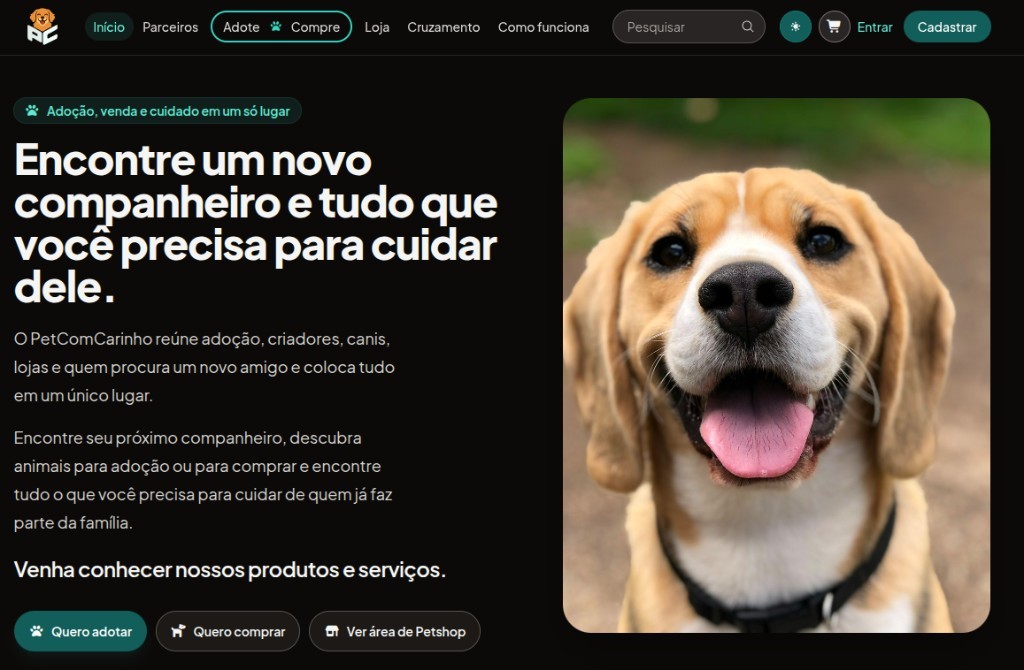 PC
Início
Parceiros
Adote
Compre
Loja
Cruzamento
Como funciona
Pesquisar
Entrar
Cadastrar
Adoção, venda e cuidado em um só lugar
Encontre um novo
companheiro e tudo que
você precisa para cuidar
dele.
O PetComCarinho reúne adoção, criadores, canis,
lojas e quem procura um novo amigo e coloca tudo
em um único lugar.
Encontre seu próximo companheiro, descubra
animais para adoção ou para comprar e encontre
tudo o que você precisa para cuidar de quem já faz
parte da família.
Venha conhecer nossos produtos e serviços.
Quero adotar
Quero comprar
Ver área de Petshop